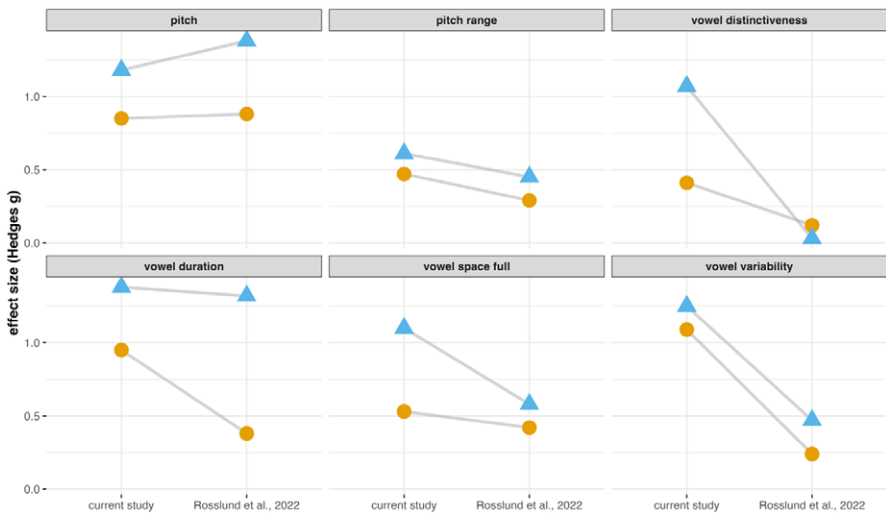 pitch
pitch range
vowel distinctiveness
1.0
0.5
0.0
effect size (Hedges g)
vowel duration
vowel space full
vowel variability
1.0
0.5
0.0
current study
Rosslund et al., 2022
current study
Rosslund et al., 2022
current study
Rosslund et al., 2022